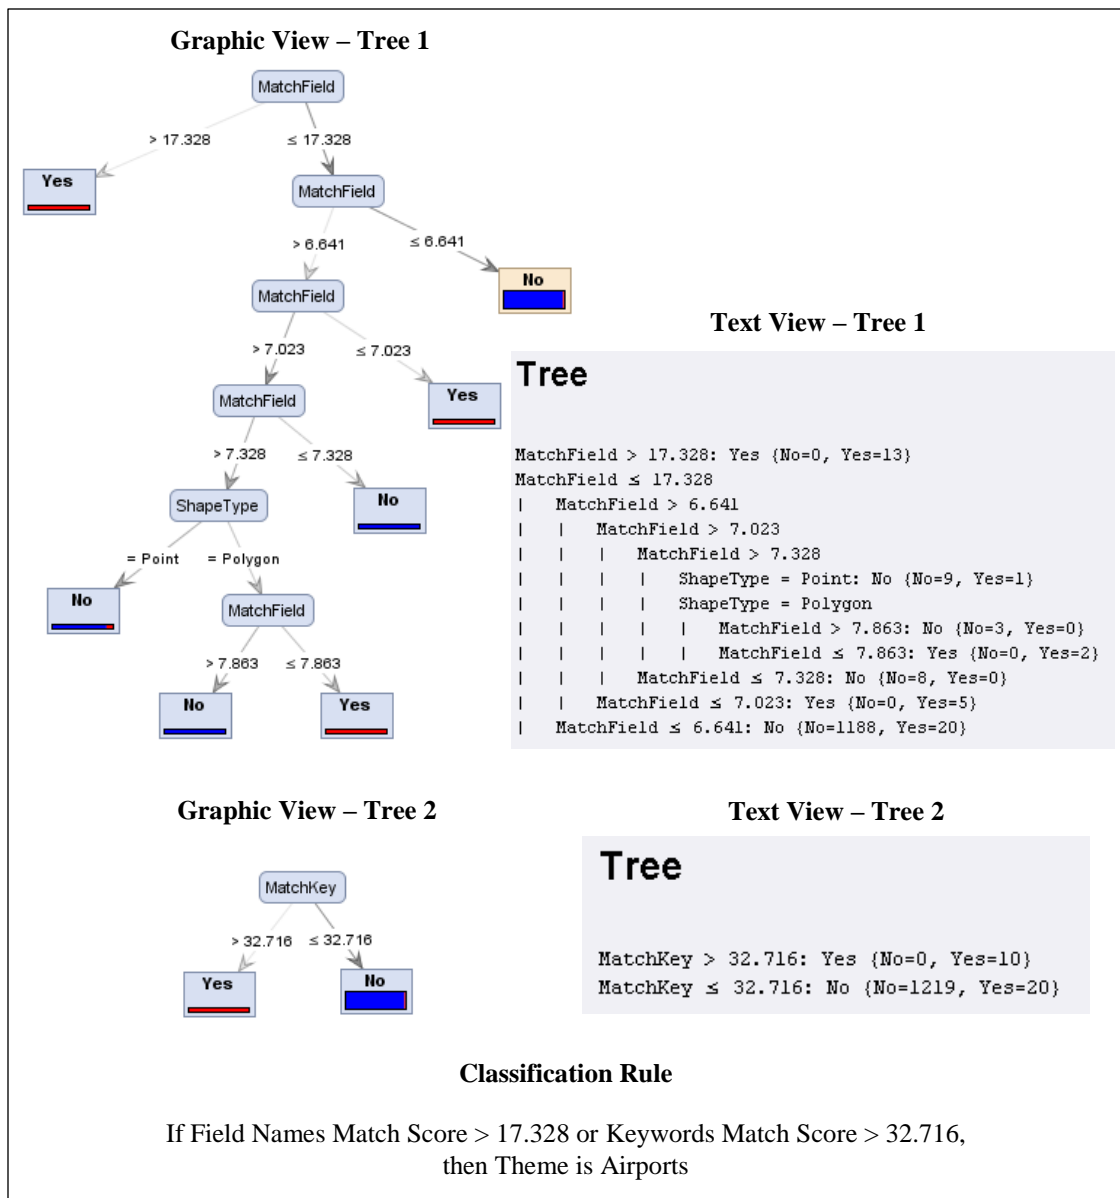 Graphic View – Tree 1
MatchField
> 17.328
≤ 17.328
Yes
MatchField
> 6.641
≤ 6.641
No
MatchField
> 7.023
≤ 7.023
MatchField
Yes
> 7.328
≤ 7.328
ShapeType
No
= Point
= Polygon
No
MatchField
> 7.863
≤ 7.863
No
Yes
Text View – Tree 1
Tree
MatchField > 17.328: Yes {No=0, Yes=13}
MatchField ≤ 17.328
| MatchField > 6.641
| | MatchField > 7.023
| | | MatchField > 7.328
| | | | ShapeType = Point: No {No=9, Yes=1}
| | | | ShapeType = Polygon
| | | | | MatchField > 7.863: No {No=3, Yes=0}
| | | | | MatchField ≤ 7.863: Yes {No=0, Yes=2}
| | | MatchField ≤ 7.328: No {No=8, Yes=0}
| | MatchField ≤ 7.023: Yes {No=0, Yes=5}
| MatchField ≤ 6.641: No {No=1188, Yes=20}
Graphic View – Tree 2
MatchKey
> 32.716
≤ 32.716
Yes
No
Text View – Tree 2
Tree
MatchKey > 32.716: Yes {No=0, Yes=10}
MatchKey ≤ 32.716: No {No=1219, Yes=20}
Classification Rule
If Field Names Match Score > 17.328 or Keywords Match Score > 32.716,
then Theme is Airports